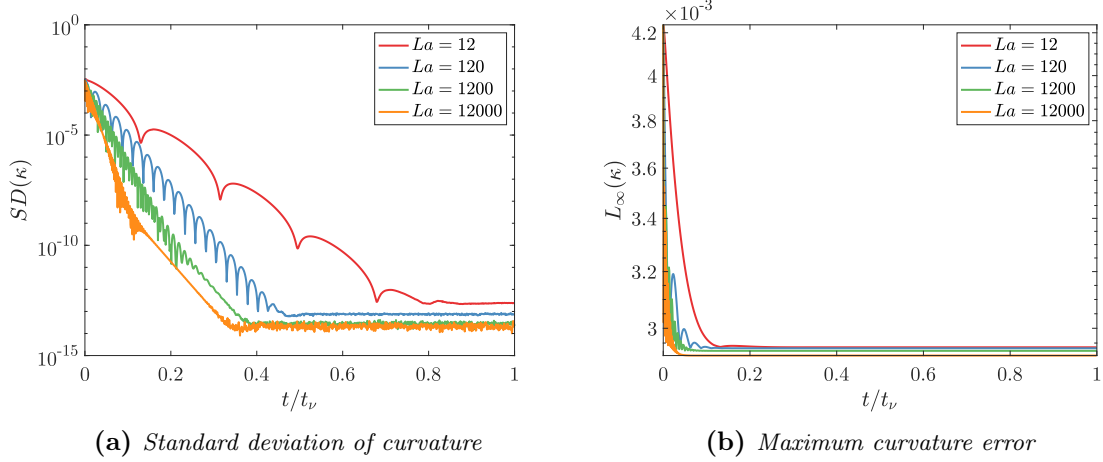 10^0
10^-5
10^-10
10^-15
SD(κ)
0 0.2 0.4 0.6 0.8 1
t/t_ν
La = 12
La = 120
La = 1200
La = 12000
(a) Standard deviation of curvature
×10^-3
4.2
4
3.8
3.6
3.4
3.2
3
L_∞(κ)
0 0.2 0.4 0.6 0.8 1
t/t_ν
La = 12
La = 120
La = 1200
La = 12000
(b) Maximum curvature error